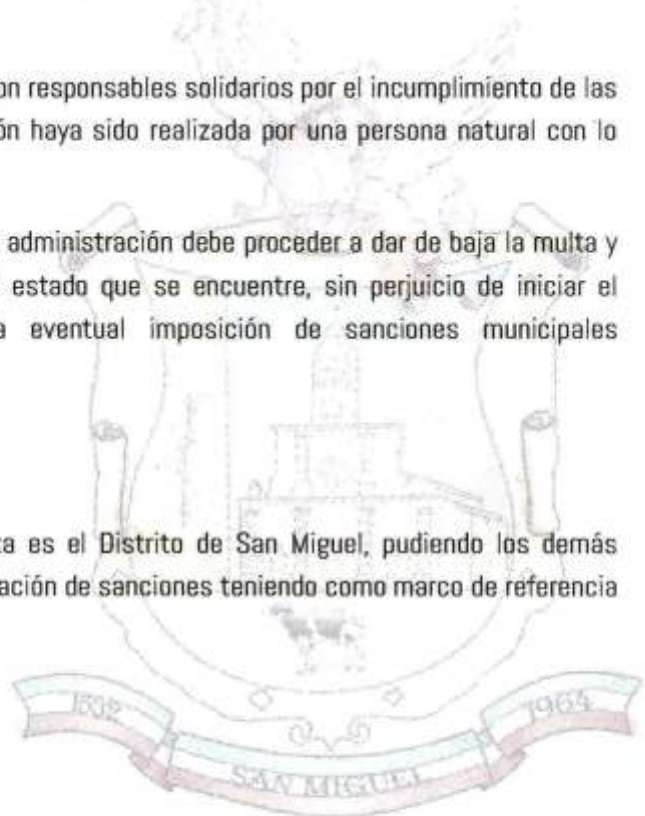 on responsables solidarios por el incumplimiento de las
ón haya sido realizada por una persona natural con lo
administración debe proceder a dar de baja la multa y
estado que se encuentre, sin perjuicio de iniciar el
a eventual imposición de sanciones municipales
ta es el Distrito de San Miguel, pudiendo los demás
ación de sanciones teniendo como marco de referencia
1532
1964
SAN MIGUEL